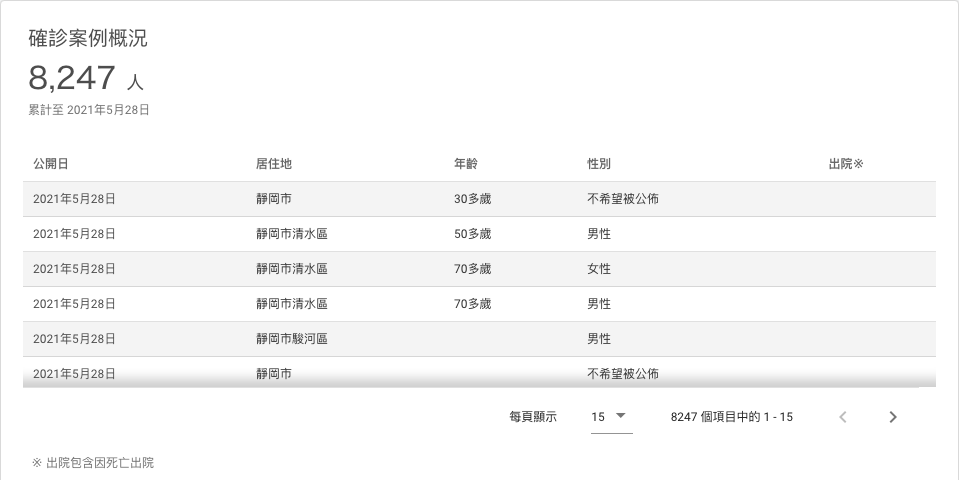 確診案例概況
8,247 人
累計至 2021年5月28日
公開日 居住地 年齡 性別 出院※
2021年5月28日 靜岡市 30多歲 不希望被公佈
2021年5月28日 靜岡市清水區 50多歲 男性
2021年5月28日 靜岡市清水區 70多歲 女性
2021年5月28日 靜岡市清水區 70多歲 男性
2021年5月28日 靜岡市駿河區 男性
2021年5月28日 靜岡市 不希望被公佈
每頁顯示 15 8247 個項目中的 1 - 15
※ 出院包含因死亡出院